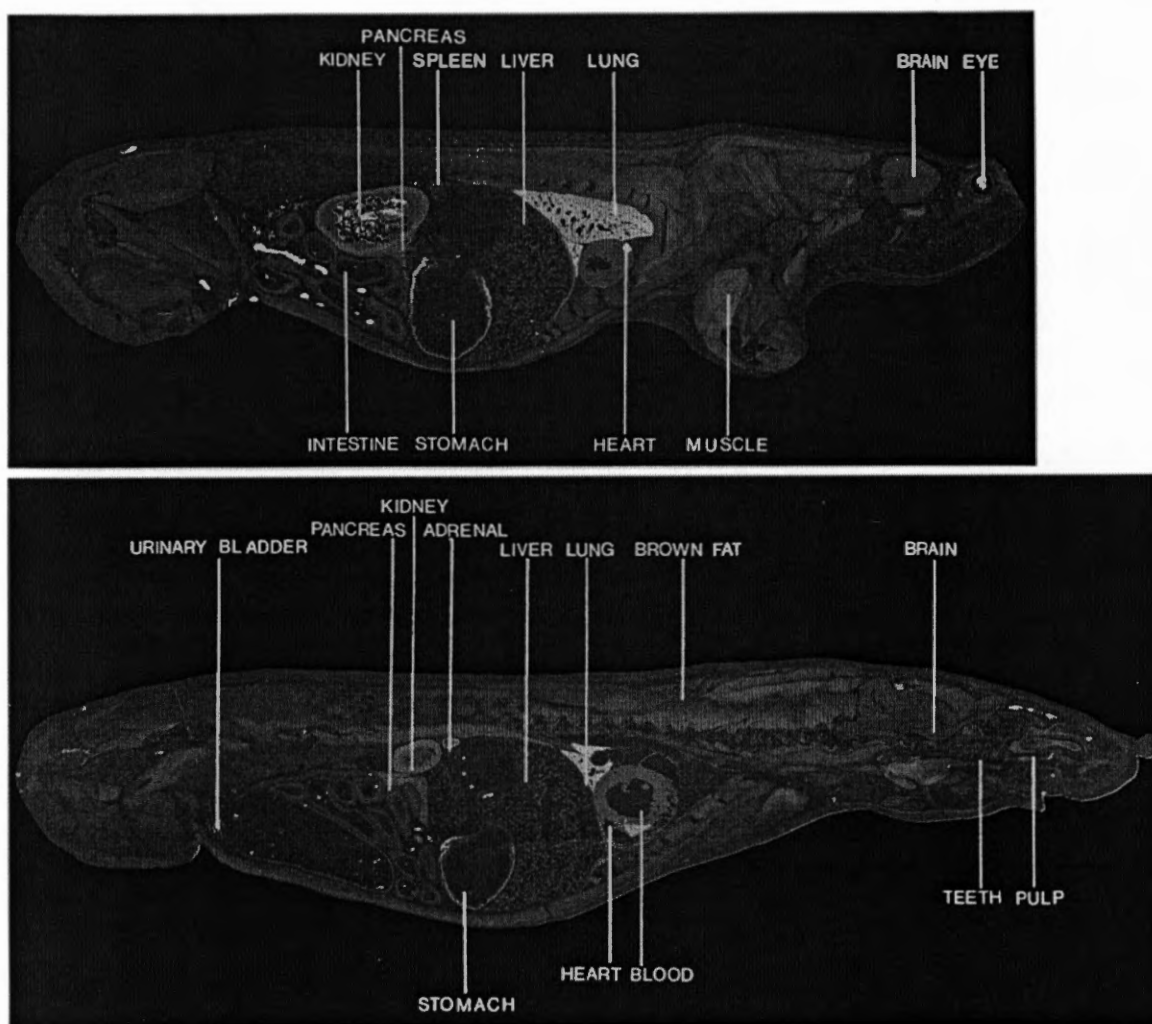 PANCREAS
KIDNEY SPLEEN LIVER LUNG BRAIN EYE
INTESTINE STOMACH HEART MUSCLE
KIDNEY
PANCREAS ADRENAL
URINARY BLADDER LIVER LUNG BROWN FAT BRAIN
TEETH PULP
HEART BLOOD
STOMACH